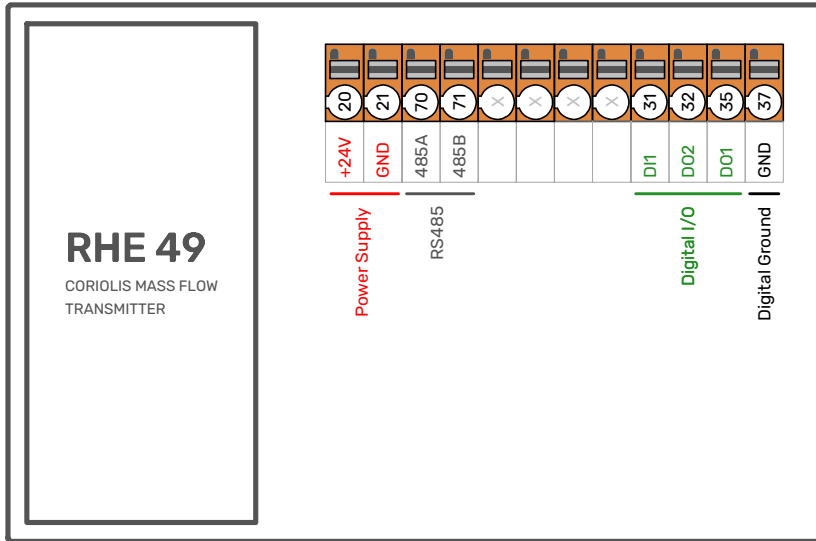 RHE 49
CORIOLIS MASS FLOW
TRANSMITTER
20 21 70 71 X X X X 31 32 35 37
+24V GND 485A 485B DI1 DO2 DO1 GND
Power Supply
RS485
Digital I/O
Digital Ground